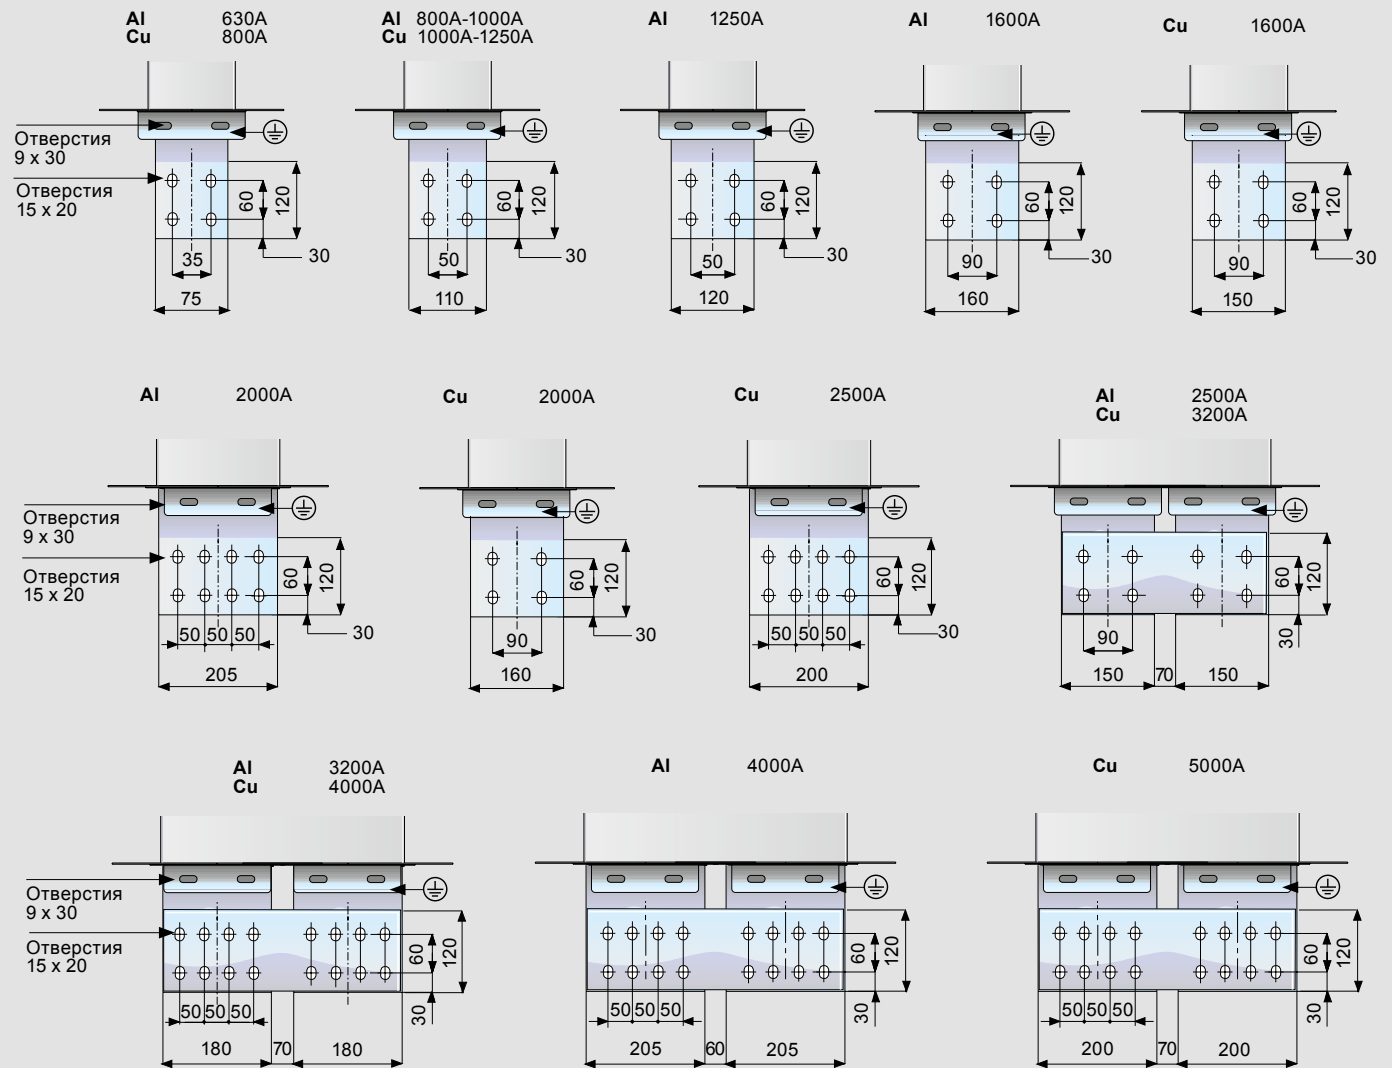 Al 630A
Cu 800A
Al 800A-1000A
Cu 1000A-1250A
Al 1250A
Al 1600A
Cu 1600A
Отверстия
9 x 30
Отверстия
15 x 20
60
120
30
35
75
60
120
30
50
110
60
120
30
50
120
60
120
30
90
160
60
120
30
90
150
Al 2000A
Cu 2000A
Cu 2500A
Al 2500A
Cu 3200A
Отверстия
9 x 30
Отверстия
15 x 20
60
120
30
50 50 50
205
60
120
30
90
160
60
120
30
50 50 50
200
60
120
30
90
150 70 150
Al 3200A
Cu 4000A
Al 4000A
Cu 5000A
Отверстия
9 x 30
Отверстия
15 x 20
60
120
30
50 50 50
180 70 180
60
120
30
50 50 50
205 60 205
60
120
30
50 50 50
200 70 200